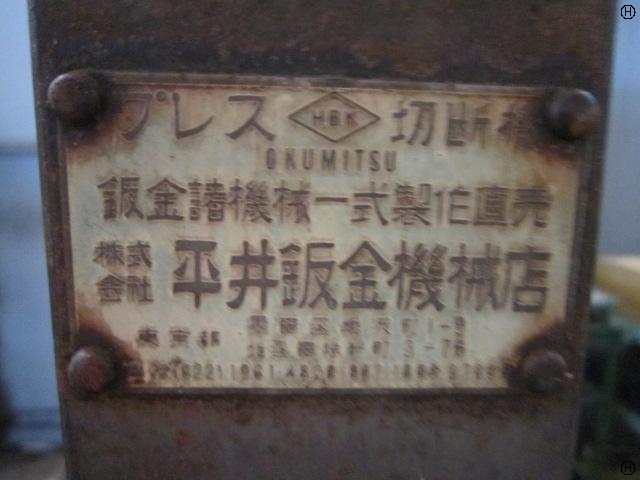 プレス HBK 切断機
OKUMITSU
鈑金諸機械一式製作直売
株式会社 平井鈑金機械店
東京都